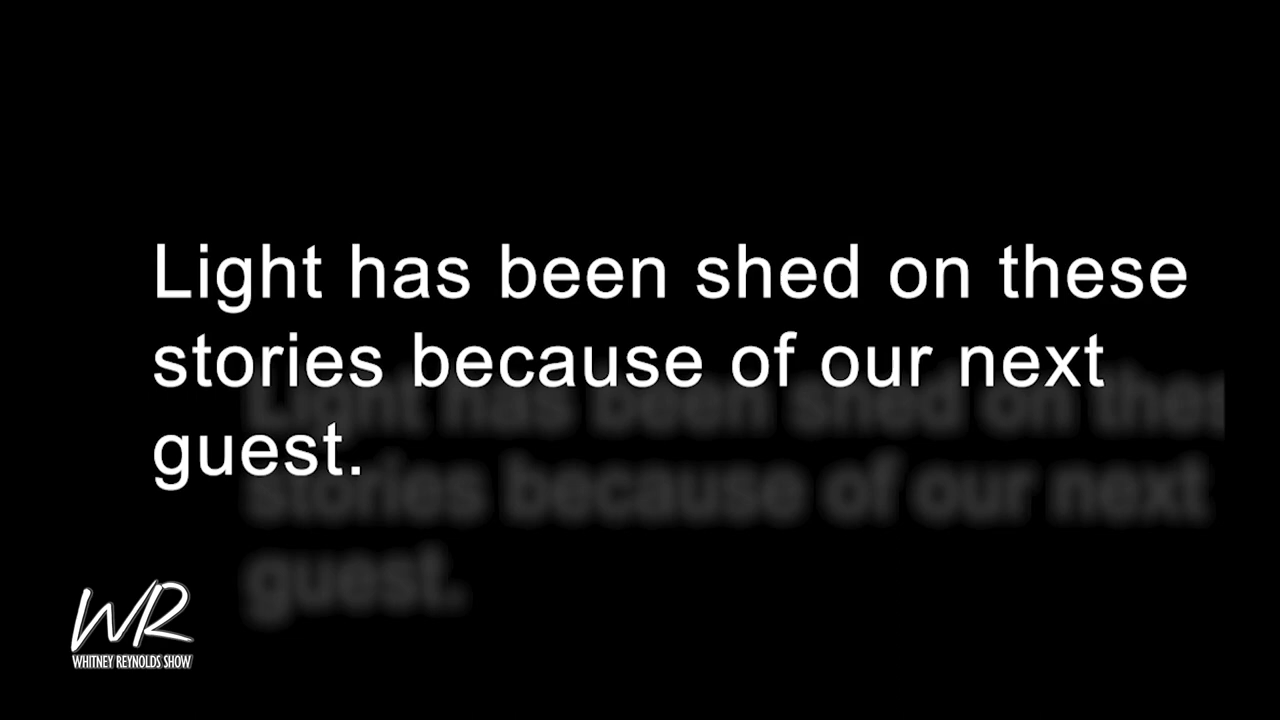 Light has been shed on these
stories because of our next
guest.
WR
WHITNEY REYNOLDS SHOW